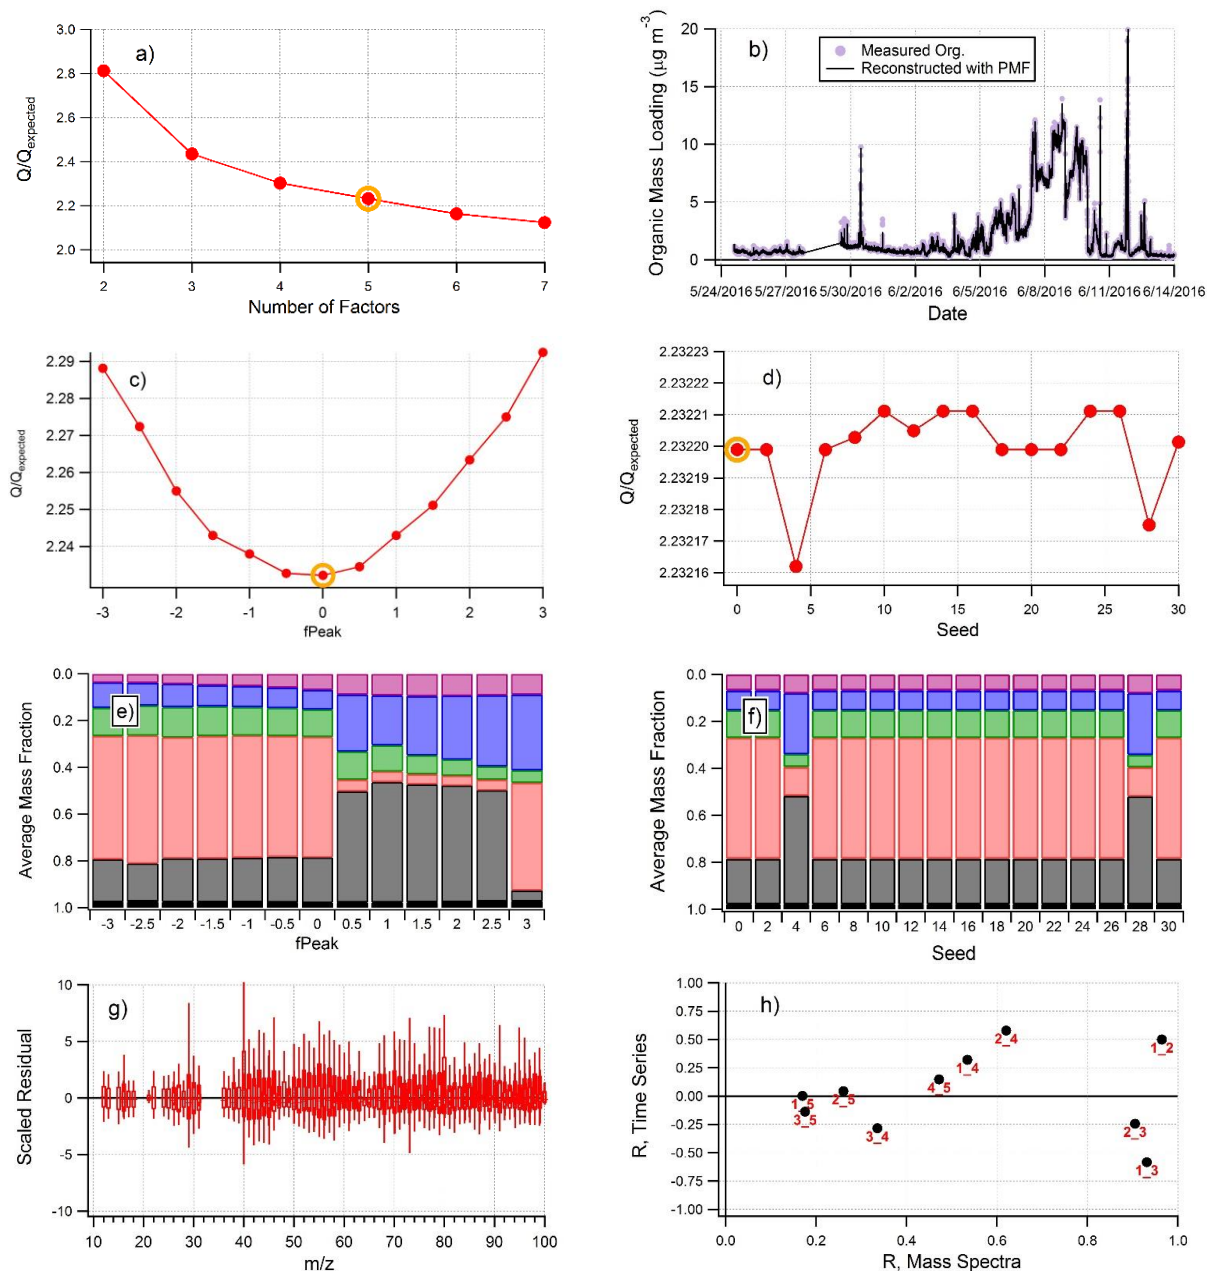 a)
3.0
2.8
2.6
2.4
2.2
2.0
Q/Qexpected
2 3 4 5 6 7
Number of Factors
b)
Measured Org.
Reconstructed with PMF
20
15
10
5
0
Organic Mass Loading (µg m⁻³)
5/24/2016 5/27/2016 5/30/2016 6/2/2016 6/5/2016 6/8/2016 6/11/2016 6/14/2016
Date
c)
2.29
2.28
2.27
2.26
2.25
2.24
Q/Qexpected
-3 -2 -1 0 1 2 3
fPeak
d)
2.23223
2.23222
2.23221
2.23220
2.23219
2.23218
2.23217
2.23216
Q/Qexpected
0 5 10 15 20 25 30
Seed
e)
0.0
0.2
0.4
0.6
0.8
1.0
Average Mass Fraction
-3 -2.5 -2 -1.5 -1 -0.5 0 0.5 1 1.5 2 2.5 3
fPeak
f)
0.0
0.2
0.4
0.6
0.8
1.0
Average Mass Fraction
0 2 4 6 8 10 12 14 16 18 20 22 24 26 28 30
Seed
g)
10
5
0
-5
-10
Scaled Residual
10 20 30 40 50 60 70 80 90 100
m/z
h)
1.00
0.75
0.50
0.25
0.00
-0.25
-0.50
-0.75
-1.00
R, Time Series
2_4
1_2
1_4
4_5
2_5
1_5
3_5
3_4
2_3
1_3
0.0 0.2 0.4 0.6 0.8 1.0
R, Mass Spectra